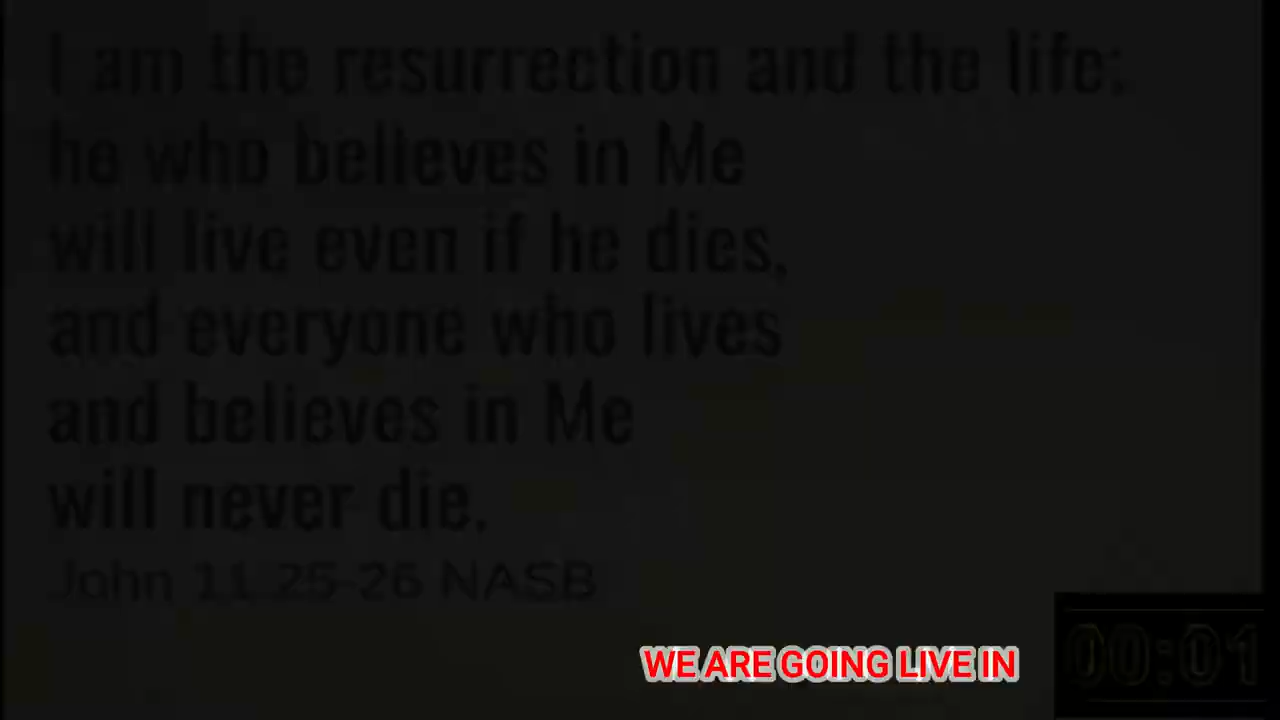 I am the resurrection and the life;
he who believes in Me
will live even if he dies,
and everyone who lives
and believes in Me
will never die.
John 11.25-26 NASB
WE ARE GOING LIVE IN
00:01